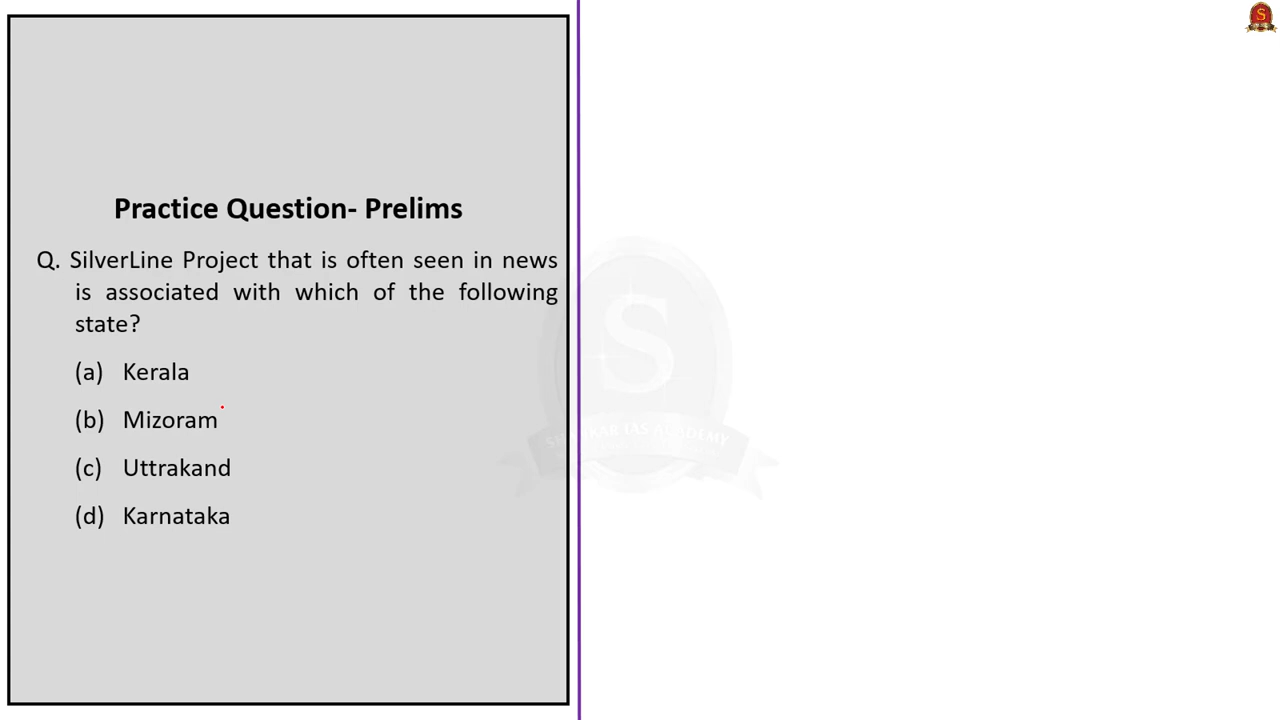 Practice Question- Prelims
Q. SilverLine Project that is often seen in news
is associated with which of the following
state?
(a) Kerala
(b) Mizoram
(c) Uttrakand
(d) Karnataka
S
S